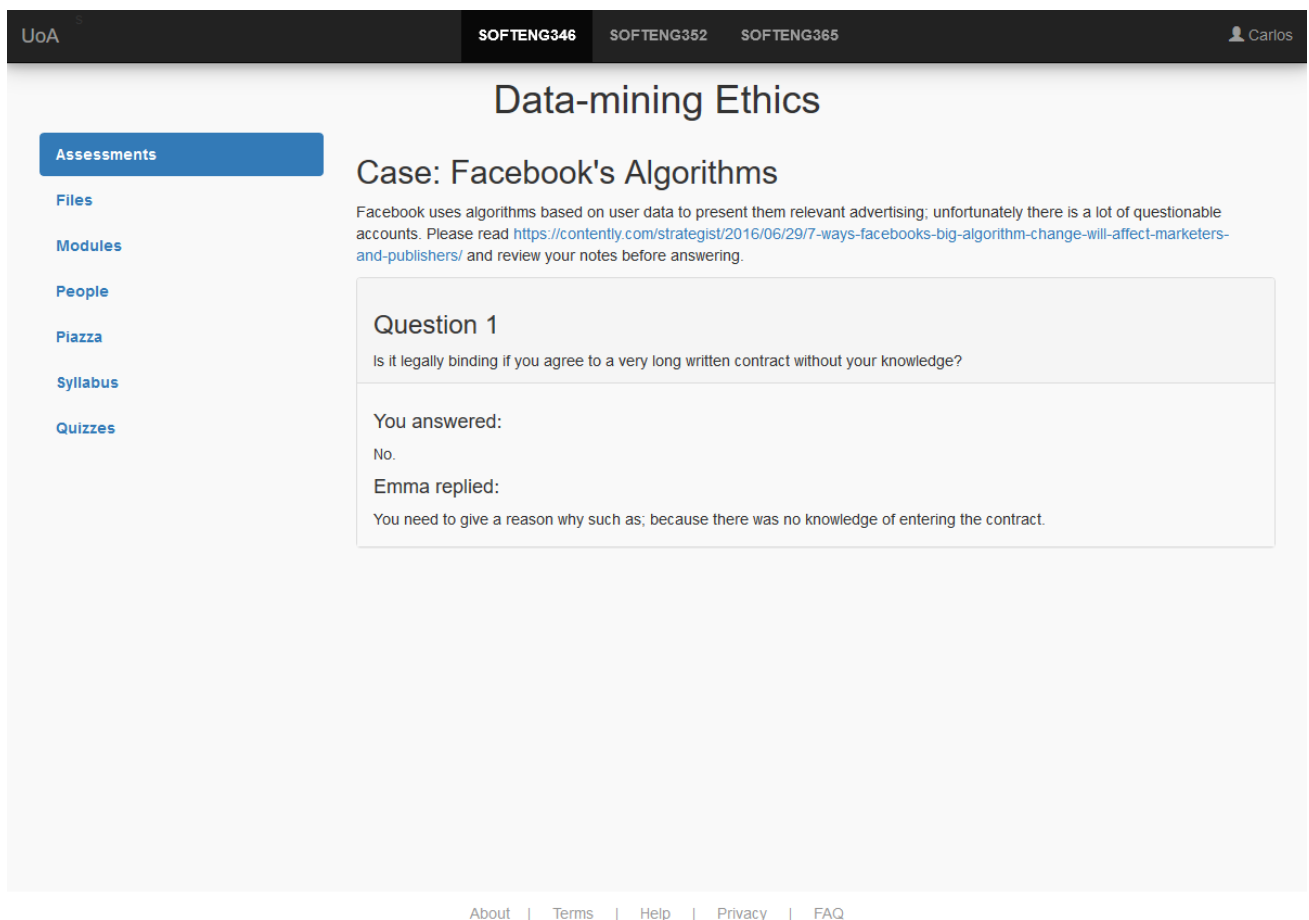 UoA s SOFTENG346 SOFTENG352 SOFTENG365 Carlos
Data-mining Ethics
Assessments
Files
Modules
People
Piazza
Syllabus
Quizzes
Case: Facebook's Algorithms
Facebook uses algorithms based on user data to present them relevant advertising; unfortunately there is a lot of questionable
accounts. Please read https://contently.com/strategist/2016/06/29/7-ways-facebooks-big-algorithm-change-will-affect-marketers-
and-publishers/ and review your notes before answering.
Question 1
Is it legally binding if you agree to a very long written contract without your knowledge?
You answered:
No.
Emma replied:
You need to give a reason why such as; because there was no knowledge of entering the contract.
About | Terms | Help | Privacy | FAQ